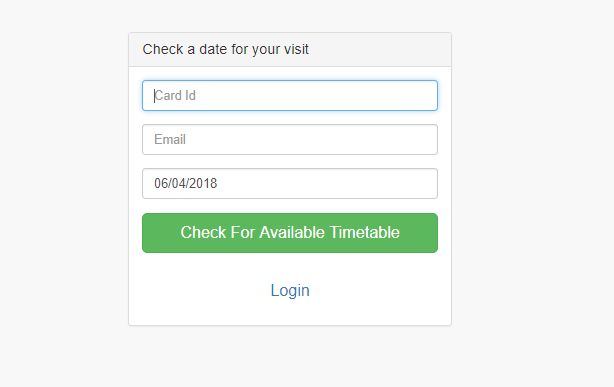 Check a date for your visit
Card Id
Email
06/04/2018
Check For Available Timetable
Login